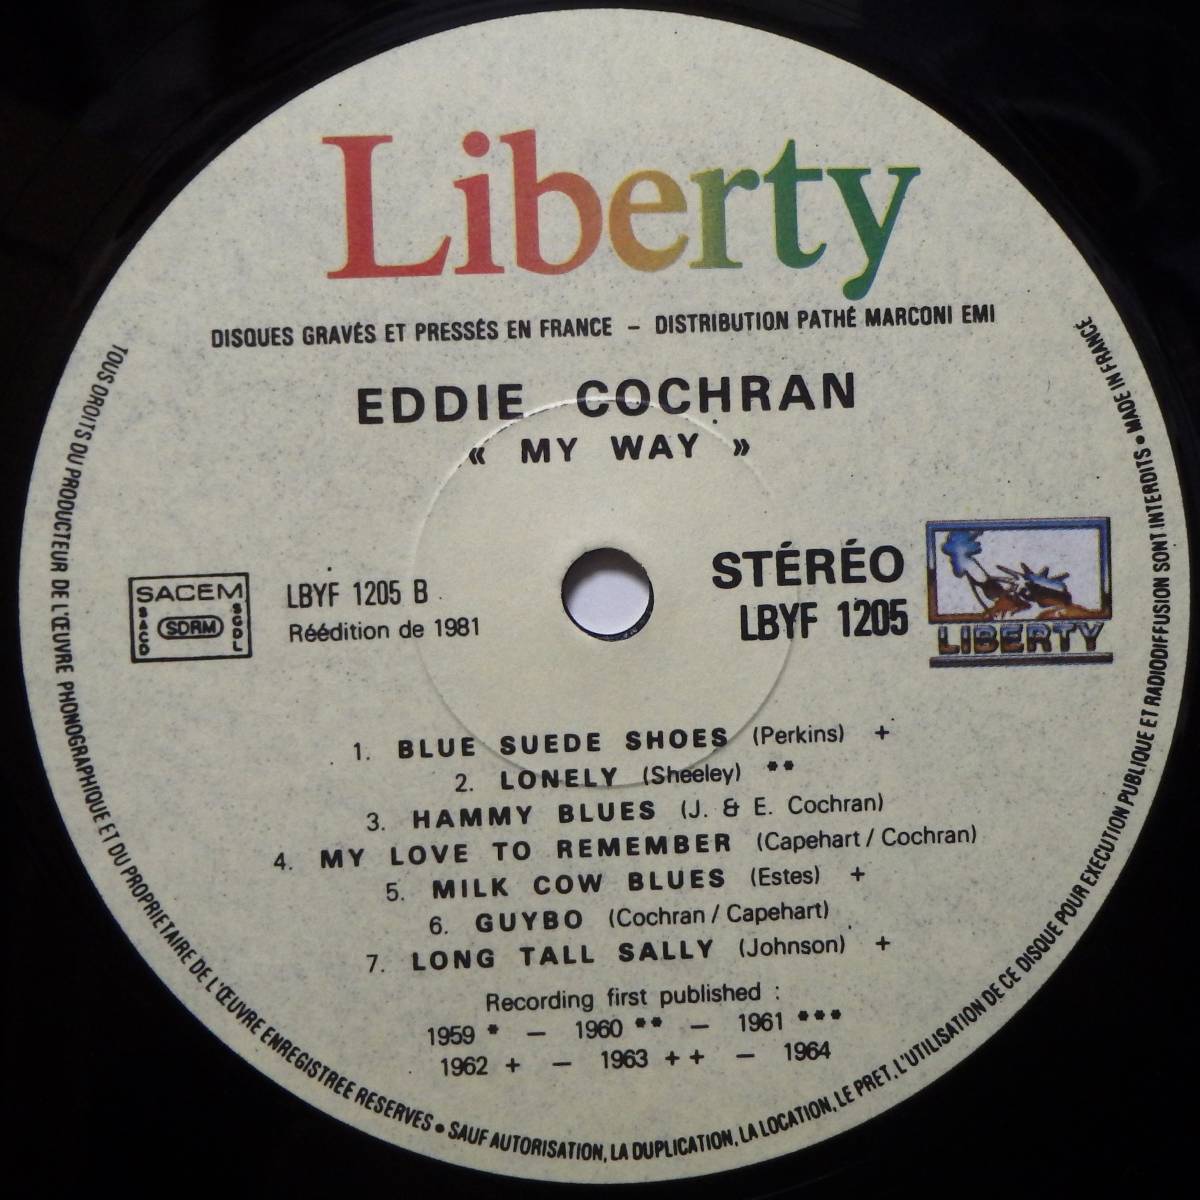 Liberty
DISQUES GRAVÉS ET PRESSÉS EN FRANCE – DISTRIBUTION PATHÉ MARCONI EMI
EDDIE COCHRAN
« MY WAY »
STÉRÉO
LBYF 1205
LIBERTY
SACEM
SACD
SDRM
SGDL
LBYF 1205 B
Réédition de 1981
1. BLUE SUEDE SHOES (Perkins) +
2. LONELY (Sheeley) **
3. HAMMY BLUES (J. & E. Cochran)
4. MY LOVE TO REMEMBER (Capehart / Cochran)
5. MILK COW BLUES (Estes) +
6. GUYBO (Cochran / Capehart)
7. LONG TALL SALLY (Johnson) +
Recording first published :
1959 * – 1960 ** – 1961 ***
1962 + – 1963 + + – 1964
TOUS DROITS DU PRODUCTEUR DE L'ŒUVRE PHONOGRAPHIQUE ET DU PROPRIETAIRE DE L'ŒUVRE ENREGISTREE RESERVES • SAUF AUTORISATION, LA DUPLICATION, LA LOCATION, LE PRET, L'UTILISATION DE CE DISQUE POUR EXECUTION PUBLIQUE ET RADIODIFFUSION SONT INTERDITS • MADE IN FRANCE